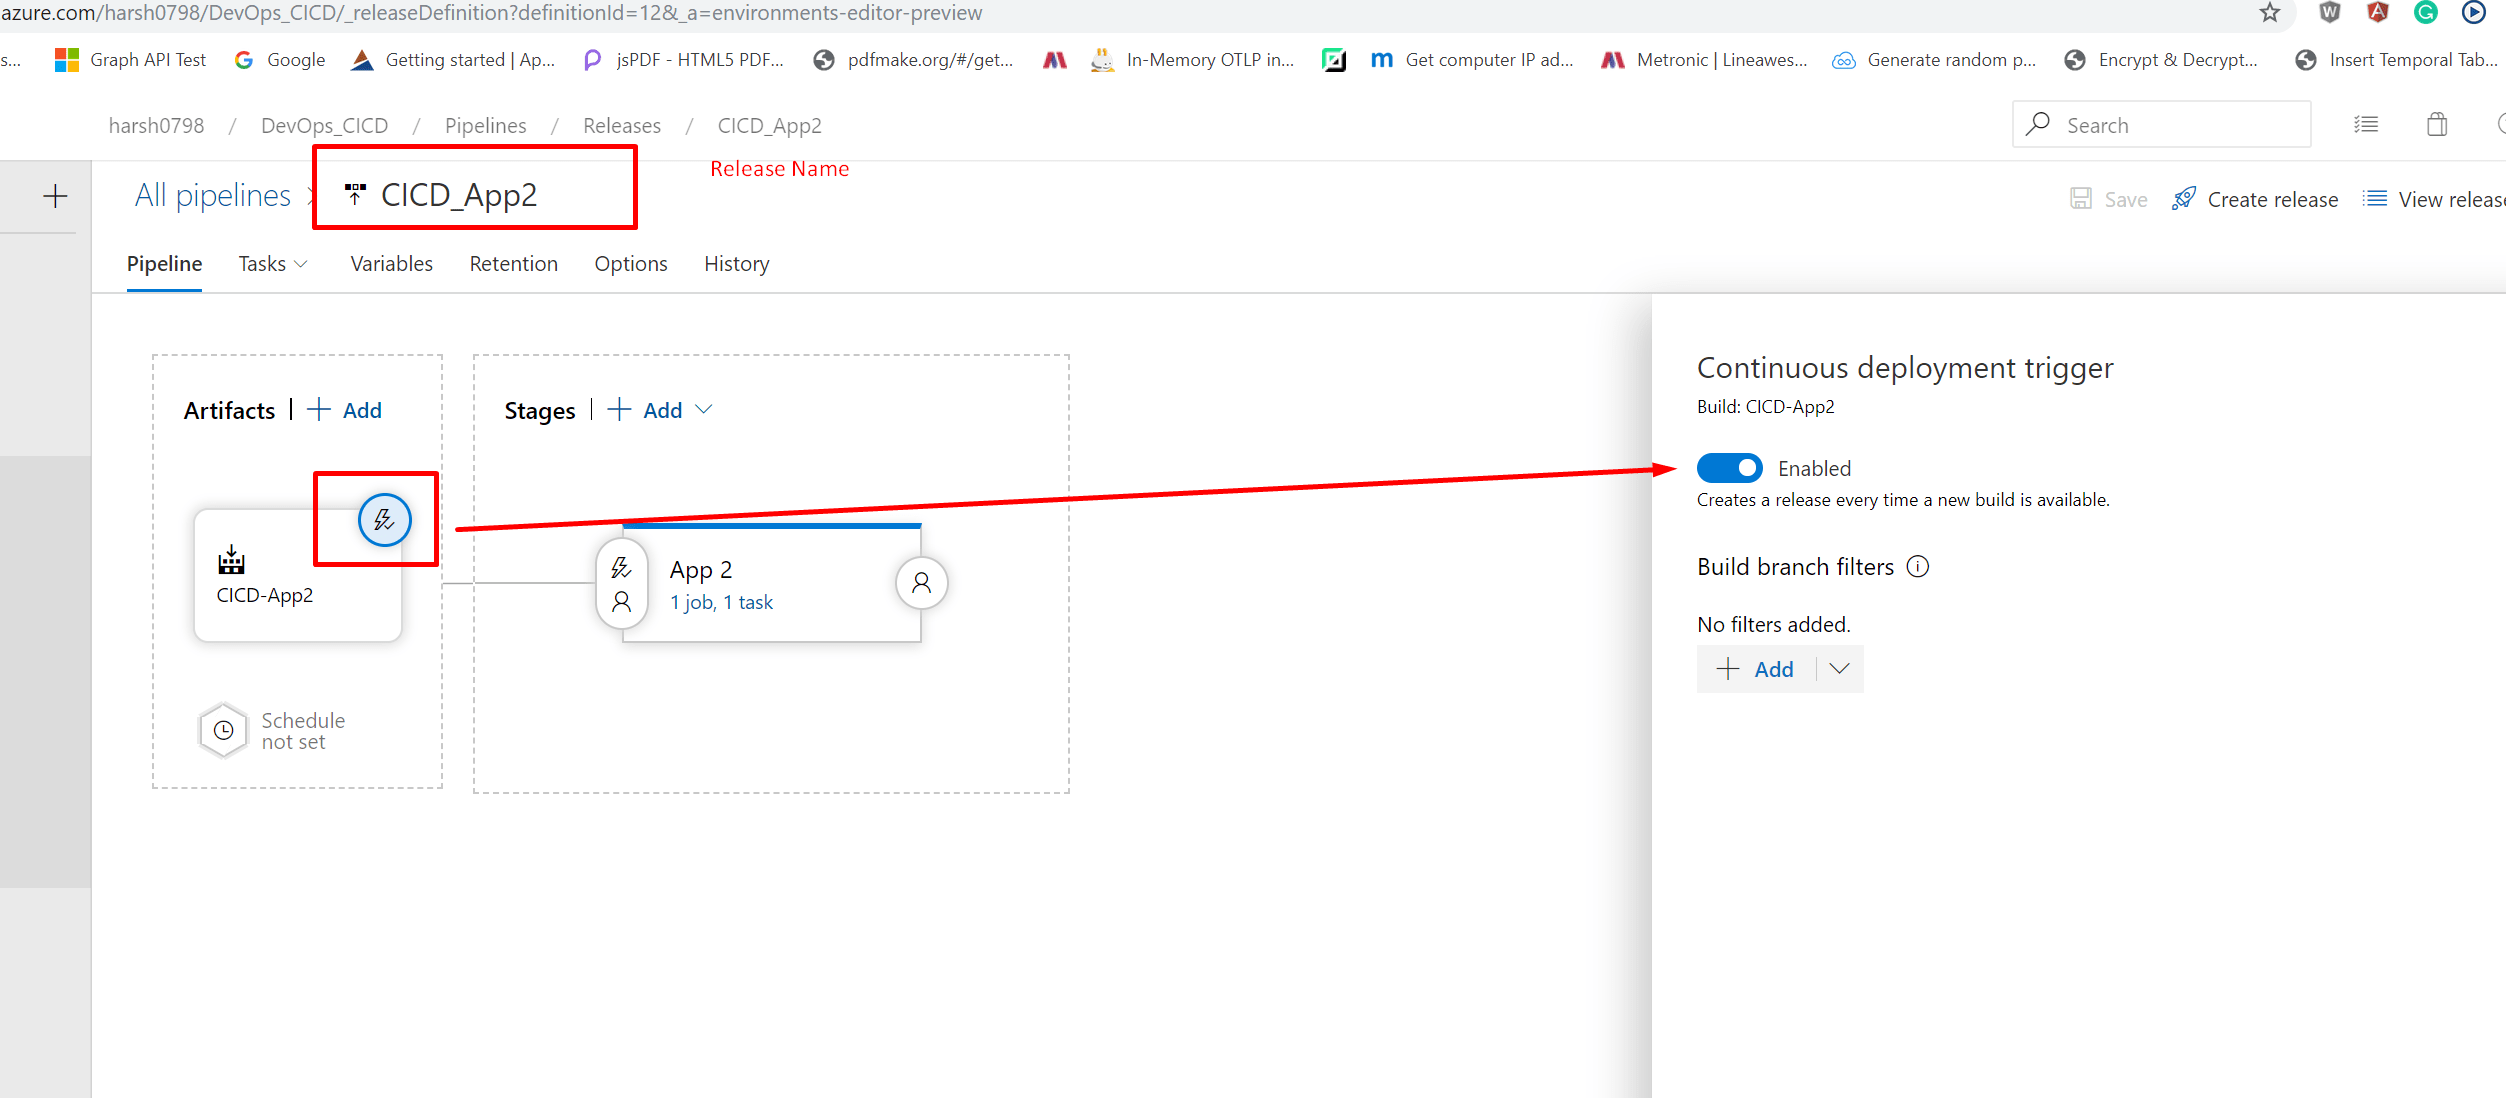 azure.com/harsh0798/DevOps_CICD/_releaseDefinition?definitionId=12&_a=environments-editor-preview
s... Graph API Test Google Getting started | Ap... jsPDF - HTML5 PDF... pdfmake.org/#/get... In-Memory OTLP in... Get computer IP ad... Metronic | Lineawes... Generate random p... Encrypt & Decrypt... Insert Temporal Tab...
harsh0798 / DevOps_CICD / Pipelines / Releases / CICD_App2
Search
Release Name
All pipelines > CICD_App2
Save Create release View release
Pipeline Tasks Variables Retention Options History
Artifacts | + Add
Stages | + Add
CICD-App2
App 2
1 job, 1 task
Schedule
not set
Continuous deployment trigger
Build: CICD-App2
Enabled
Creates a release every time a new build is available.
Build branch filters
No filters added.
+ Add